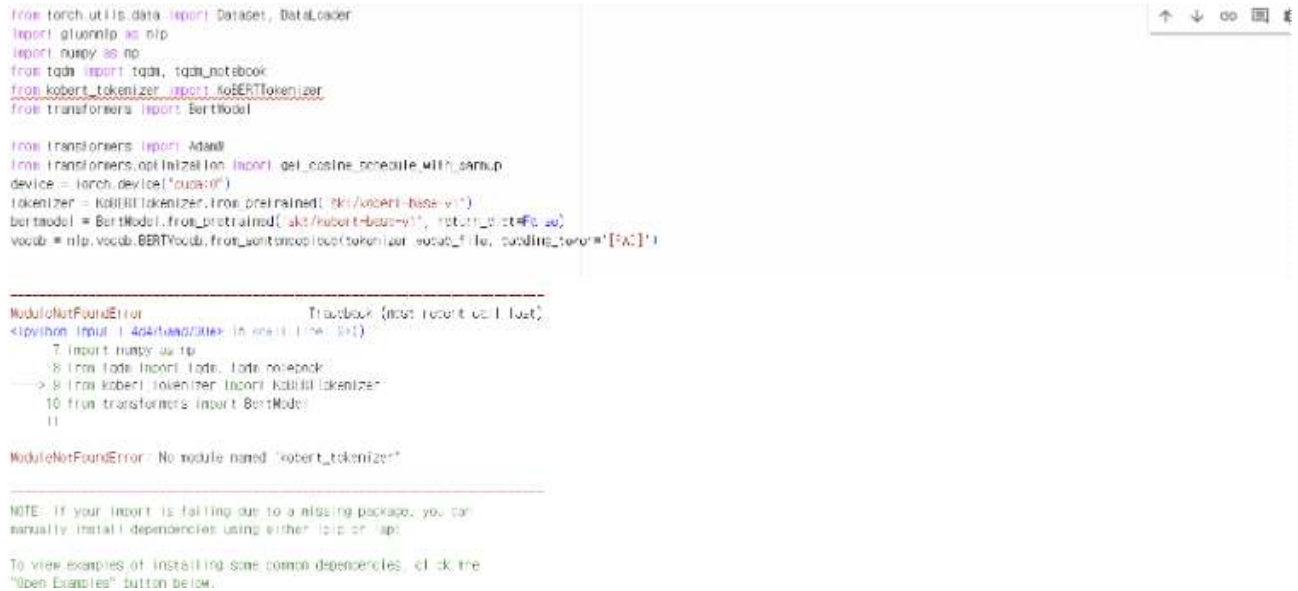 from torch.utils.data import Dataset, DataLoader
import gluonnlp as nlp
import numpy as np
from tqdm import tqdm, tqdm_notebook
from kobert_tokenizer import KoBERTTokenizer
from transformers import BertModel
from transformers import AdamW
from transformers.optimization import get_cosine_schedule_with_warmup
device = torch.device("cuda:0")
tokenizer = KoBERTTokenizer.from_pretrained('skt/kobert-base-v1')
bertmodel = BertModel.from_pretrained('skt/kobert-base-v1', return_dict=False)
vocab = nlp.vocab.BERTVocab.from_sentencepiece(tokenizer.vocab_file, padding_token='[PAD]')
ModuleNotFoundError Traceback (most recent call last)
<ipython input in <cell line: ()
7 import numpy as np
8 from tqdm import tqdm, tqdm_notebook
----> 9 from kobert_tokenizer import KoBERTTokenizer
10 from transformers import BertModel
11
ModuleNotFoundError: No module named 'kobert_tokenizer'
NOTE: If your import is failing due to a missing package, you can
manually install dependencies using either !pip or !apt.
To view examples of installing some common dependencies, click the
"Open Examples" button below.